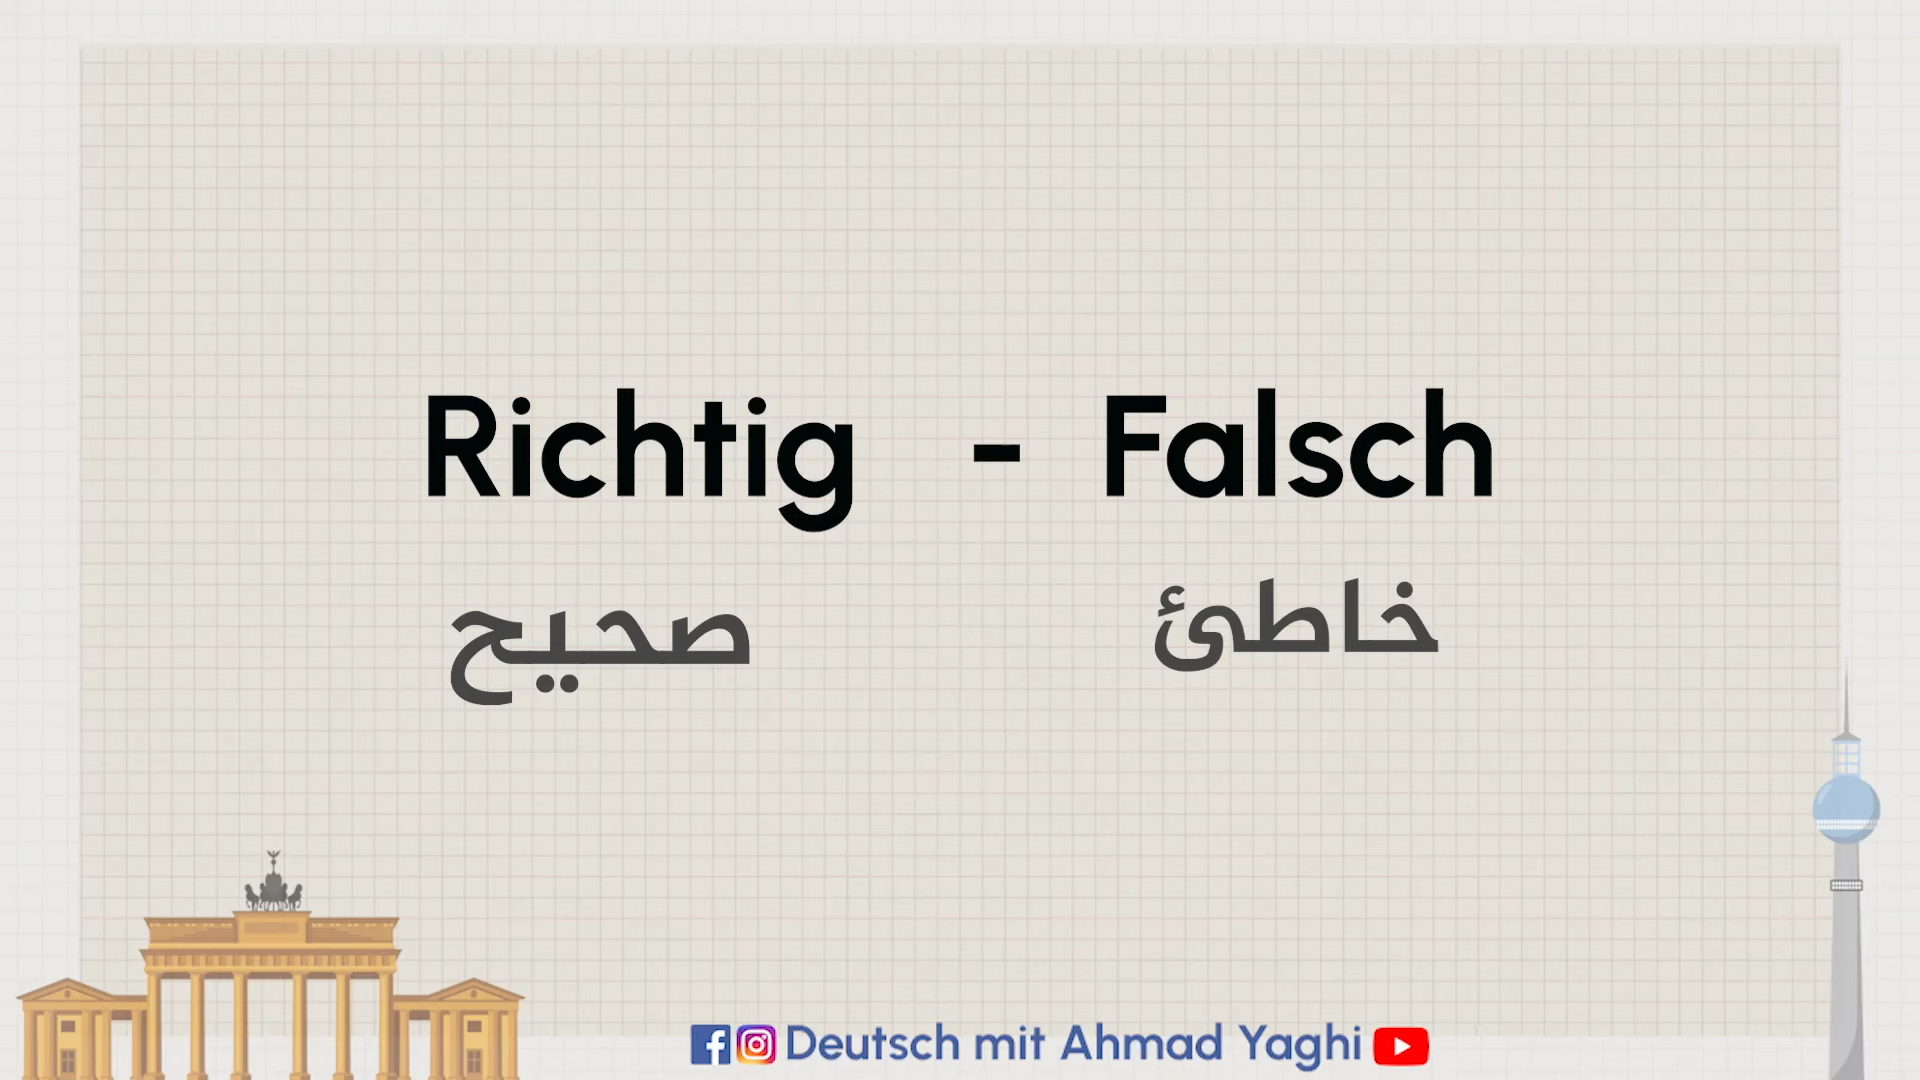 Richtig - Falsch
صحيح خاطئ
Deutsch mit Ahmad Yaghi